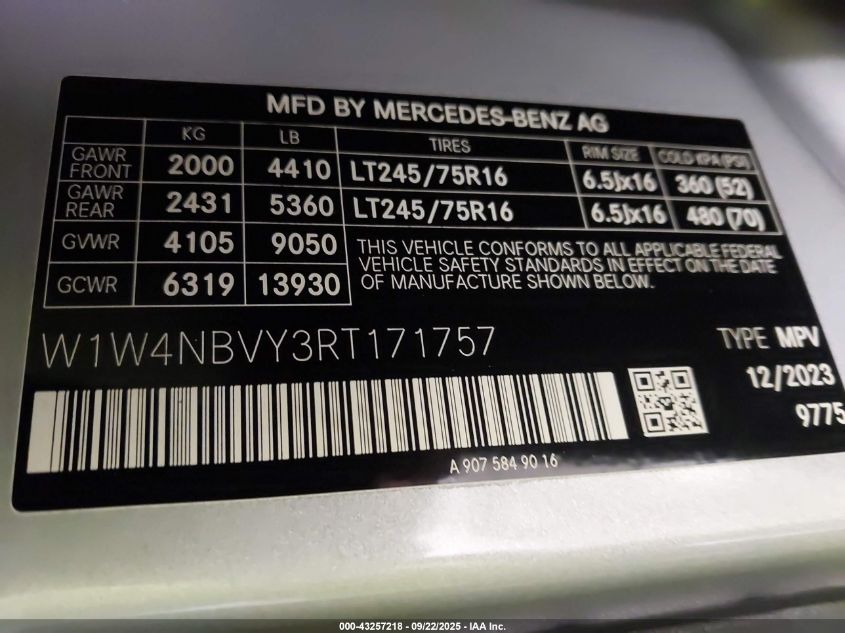 MFD BY MERCEDES-BENZ AG
KG LB TIRES RIM SIZE COLD KPA (PSI)
GAWR FRONT 2000 4410 LT245/75R16 6.5Jx16 360 (52)
GAWR REAR 2431 5360 LT245/75R16 6.5Jx16 480 (70)
GVWR 4105 9050
GCWR 6319 13930
THIS VEHICLE CONFORMS TO ALL APPLICABLE FEDERAL
VEHICLE SAFETY STANDARDS IN EFFECT ON THE DATE
OF MANUFACTURE SHOWN BELOW.
W1W4NBVY3RT171757 TYPE MPV
12/2023
9775
A 907 584 90 16
000-43257218 - 09/22/2025 - IAA Inc.